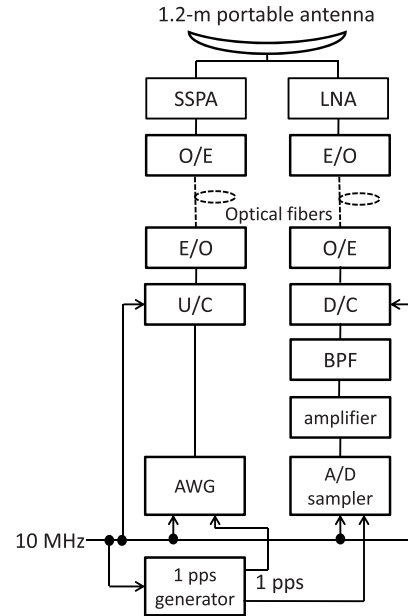 1.2-m portable antenna
SSPA
LNA
O/E
E/O
Optical fibers
E/O
O/E
U/C
D/C
BPF
amplifier
AWG
A/D
sampler
10 MHz
1 pps
generator
1 pps